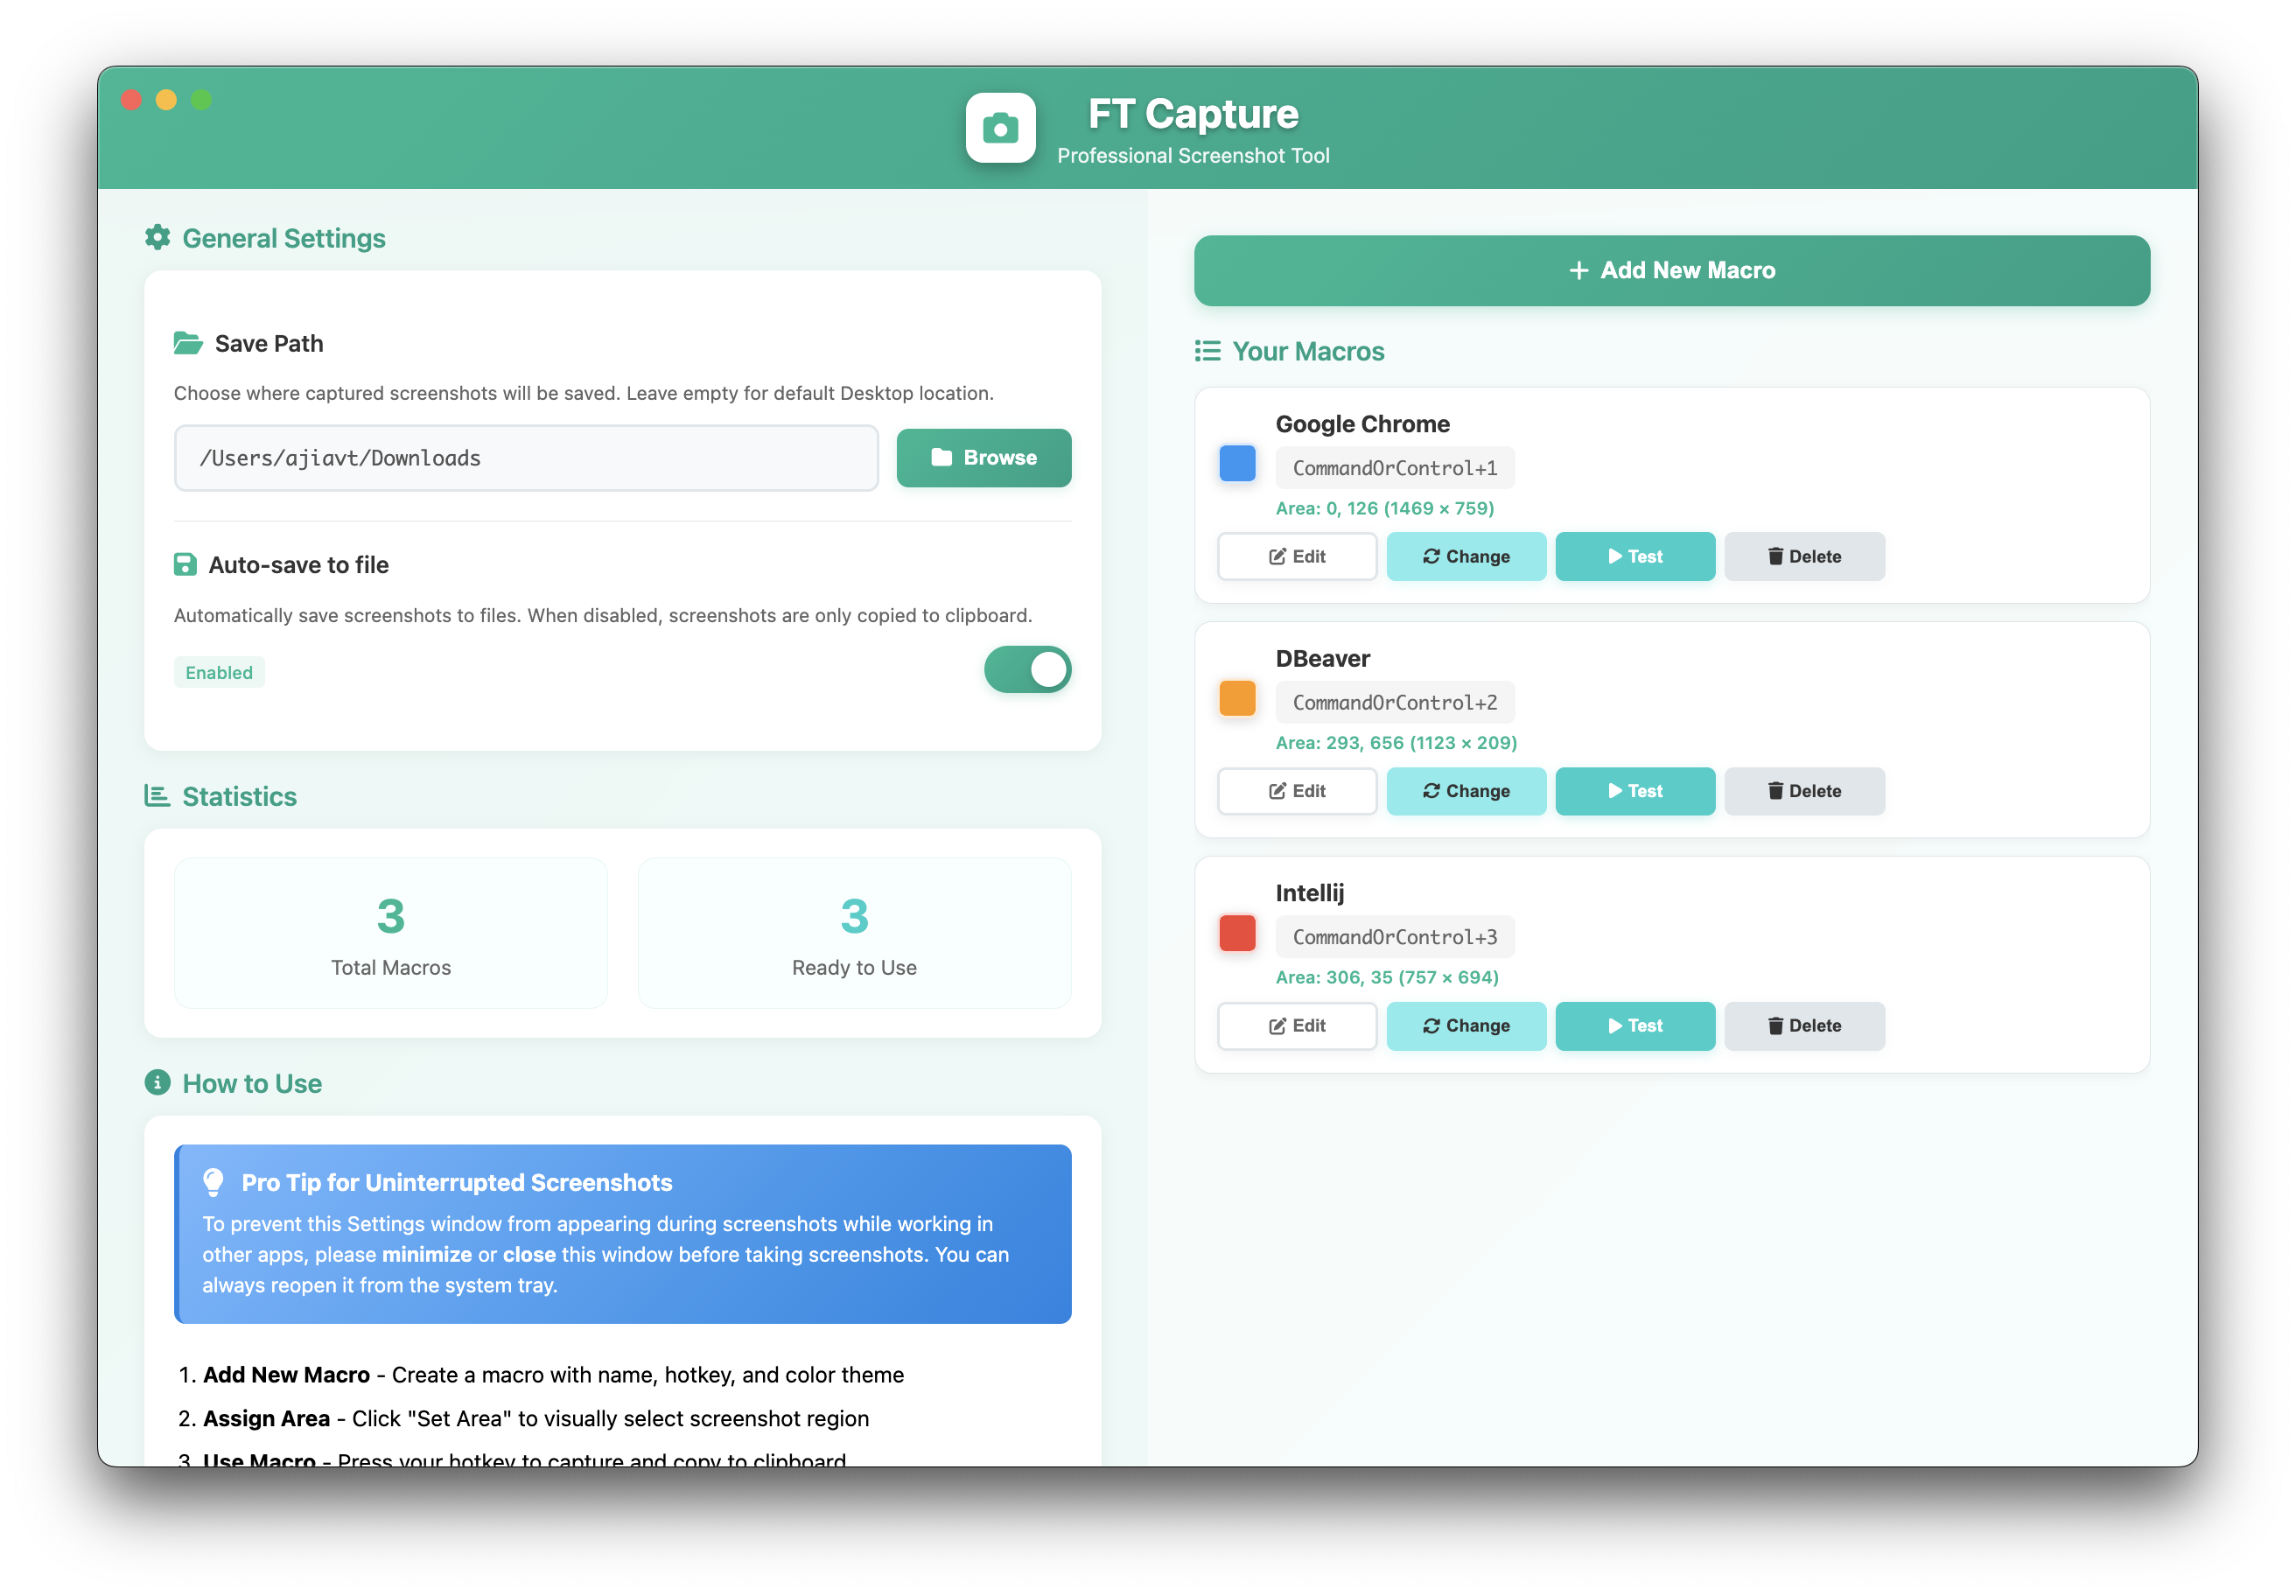 FT Capture
Professional Screenshot Tool
General Settings
Save Path
Choose where captured screenshots will be saved. Leave empty for default Desktop location.
/Users/ajiavt/Downloads
Browse
Auto-save to file
Automatically save screenshots to files. When disabled, screenshots are only copied to clipboard.
Enabled
Statistics
3
Total Macros
3
Ready to Use
How to Use
Pro Tip for Uninterrupted Screenshots
To prevent this Settings window from appearing during screenshots while working in
other apps, please minimize or close this window before taking screenshots. You can
always reopen it from the system tray.
1. Add New Macro - Create a macro with name, hotkey, and color theme
2. Assign Area - Click "Set Area" to visually select screenshot region
3. Use Macro - Press your hotkey to capture and copy to clipboard
+ Add New Macro
Your Macros
Google Chrome
CommandOrControl+1
Area: 0, 126 (1469 × 759)
Edit
Change
Test
Delete
DBeaver
CommandOrControl+2
Area: 293, 656 (1123 × 209)
Edit
Change
Test
Delete
Intellij
CommandOrControl+3
Area: 306, 35 (757 × 694)
Edit
Change
Test
Delete